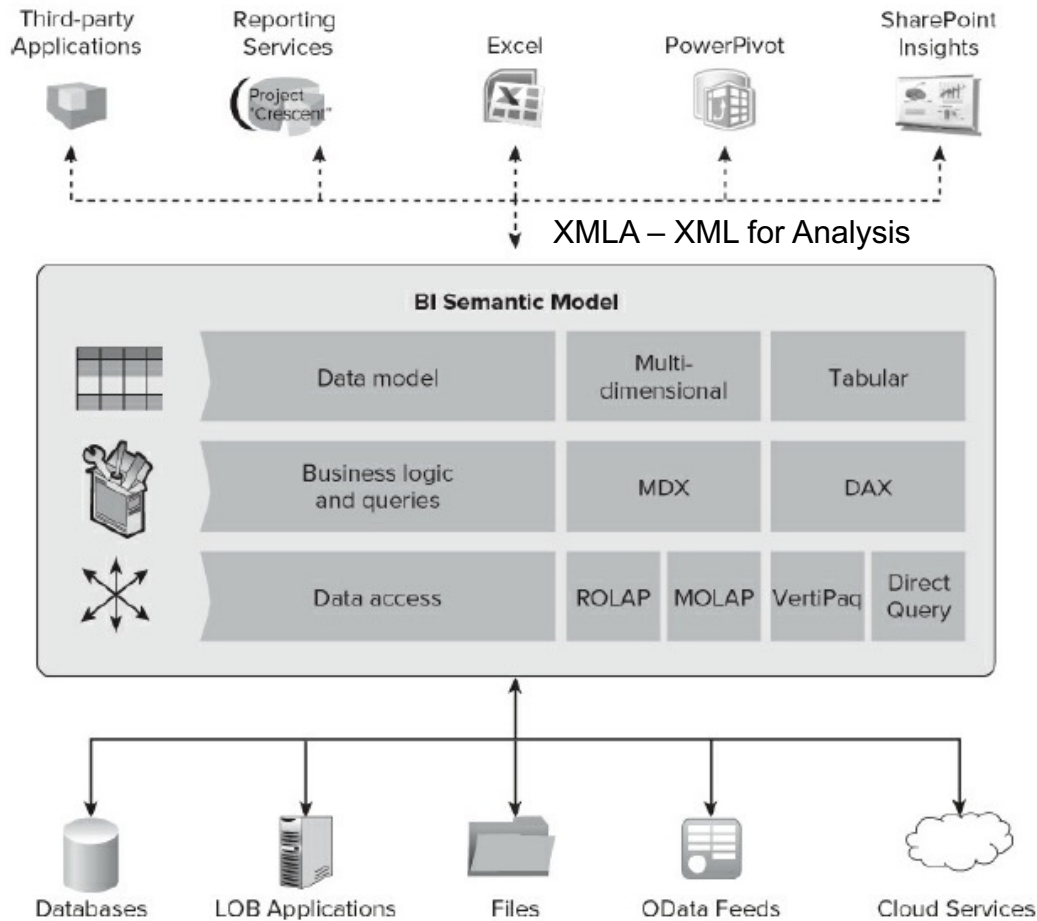 Third-party
Applications
Reporting
Services
Excel
PowerPivot
SharePoint
Insights
Project
"Crescent"
XMLA – XML for Analysis
BI Semantic Model
Data model
Multi-
dimensional
Tabular
Business logic
and queries
MDX
DAX
Data access
ROLAP
MOLAP
VertiPaq
Direct
Query
Databases
LOB Applications
Files
OData Feeds
Cloud Services